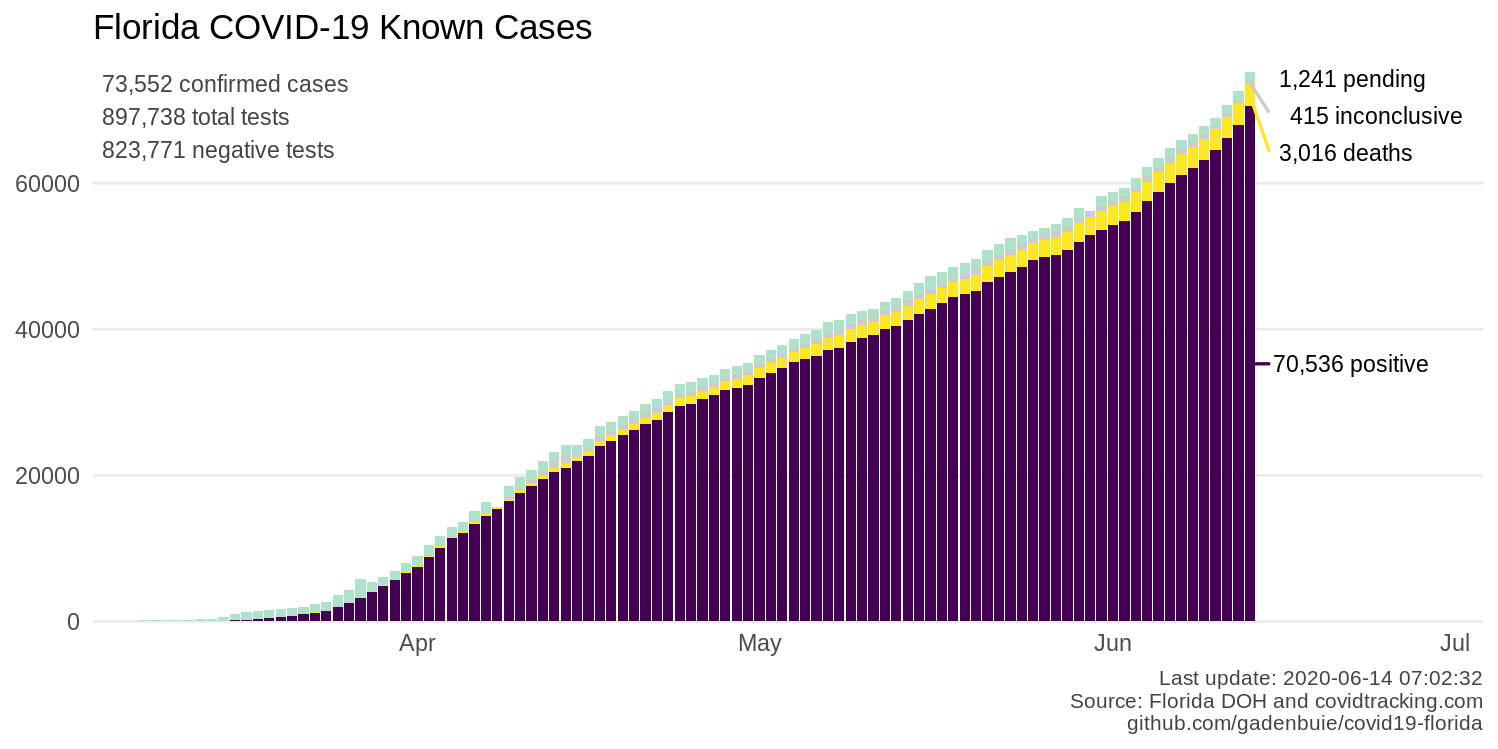 Florida COVID-19 Known Cases
73,552 confirmed cases
897,738 total tests
823,771 negative tests
1,241 pending
415 inconclusive
3,016 deaths
70,536 positive
60000
40000
20000
0
Apr
May
Jun
Jul
Last update: 2020-06-14 07:02:32
Source: Florida DOH and covidtracking.com
github.com/gadenbuie/covid19-florida